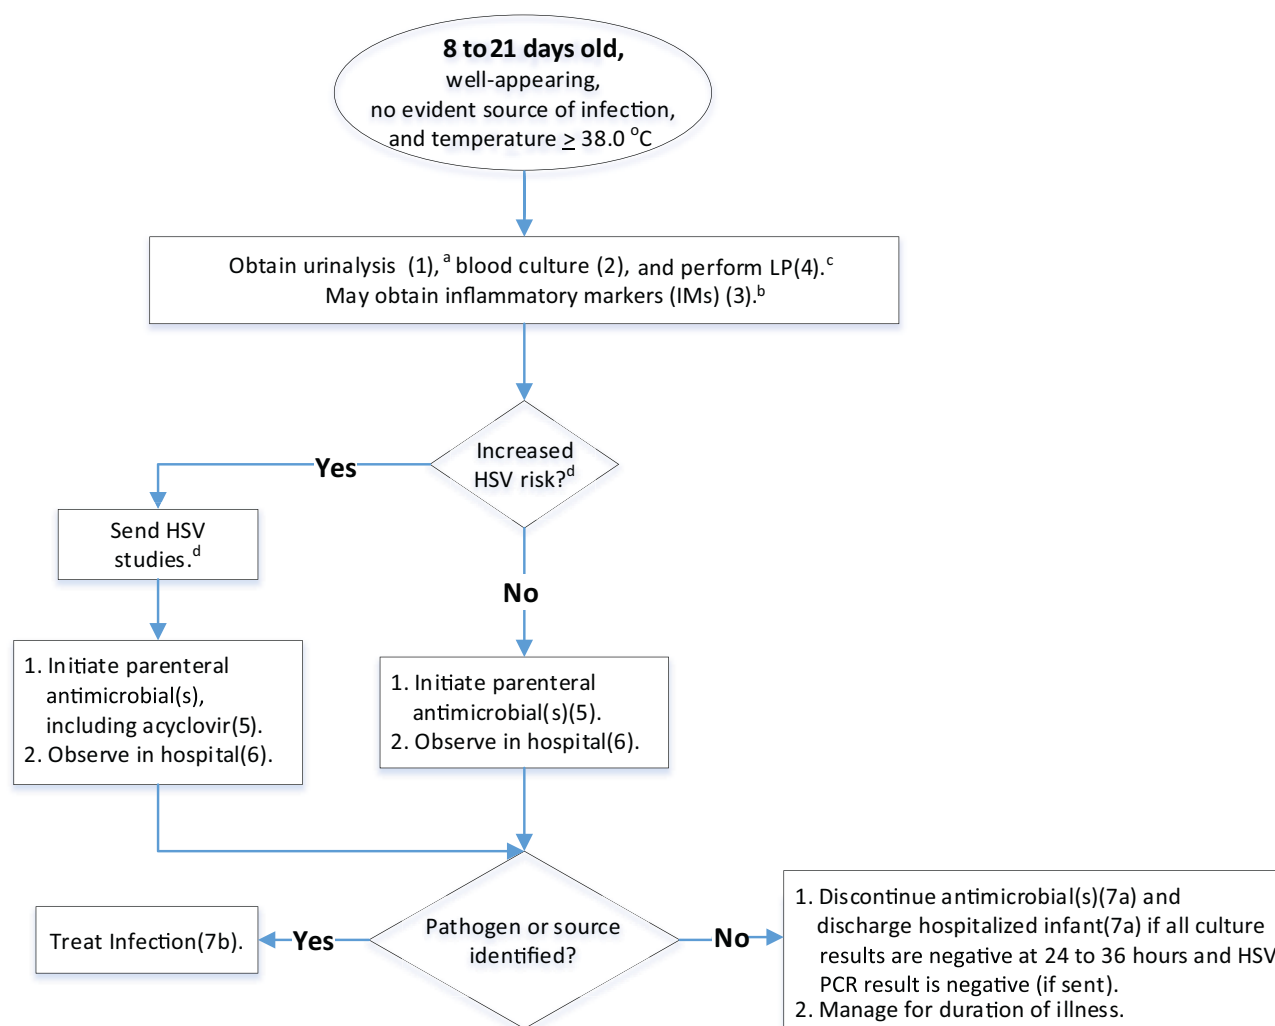 8 to 21 days old,
well-appearing,
no evident source of infection,
and temperature ≥ 38.0 ºC
Obtain urinalysis (1),ᵃ blood culture (2), and perform LP(4).ᶜ
May obtain inflammatory markers (IMs) (3).ᵇ
Increased
HSV risk?ᵈ
Yes
Send HSV
studies.ᵈ
No
1. Initiate parenteral
antimicrobial(s),
including acyclovir(5).
2. Observe in hospital(6).
1. Initiate parenteral
antimicrobial(s)(5).
2. Observe in hospital(6).
Pathogen or source
identified?
Yes
Treat Infection(7b).
No
1. Discontinue antimicrobial(s)(7a) and
discharge hospitalized infant(7a) if all culture
results are negative at 24 to 36 hours and HSV
PCR result is negative (if sent).
2. Manage for duration of illness.